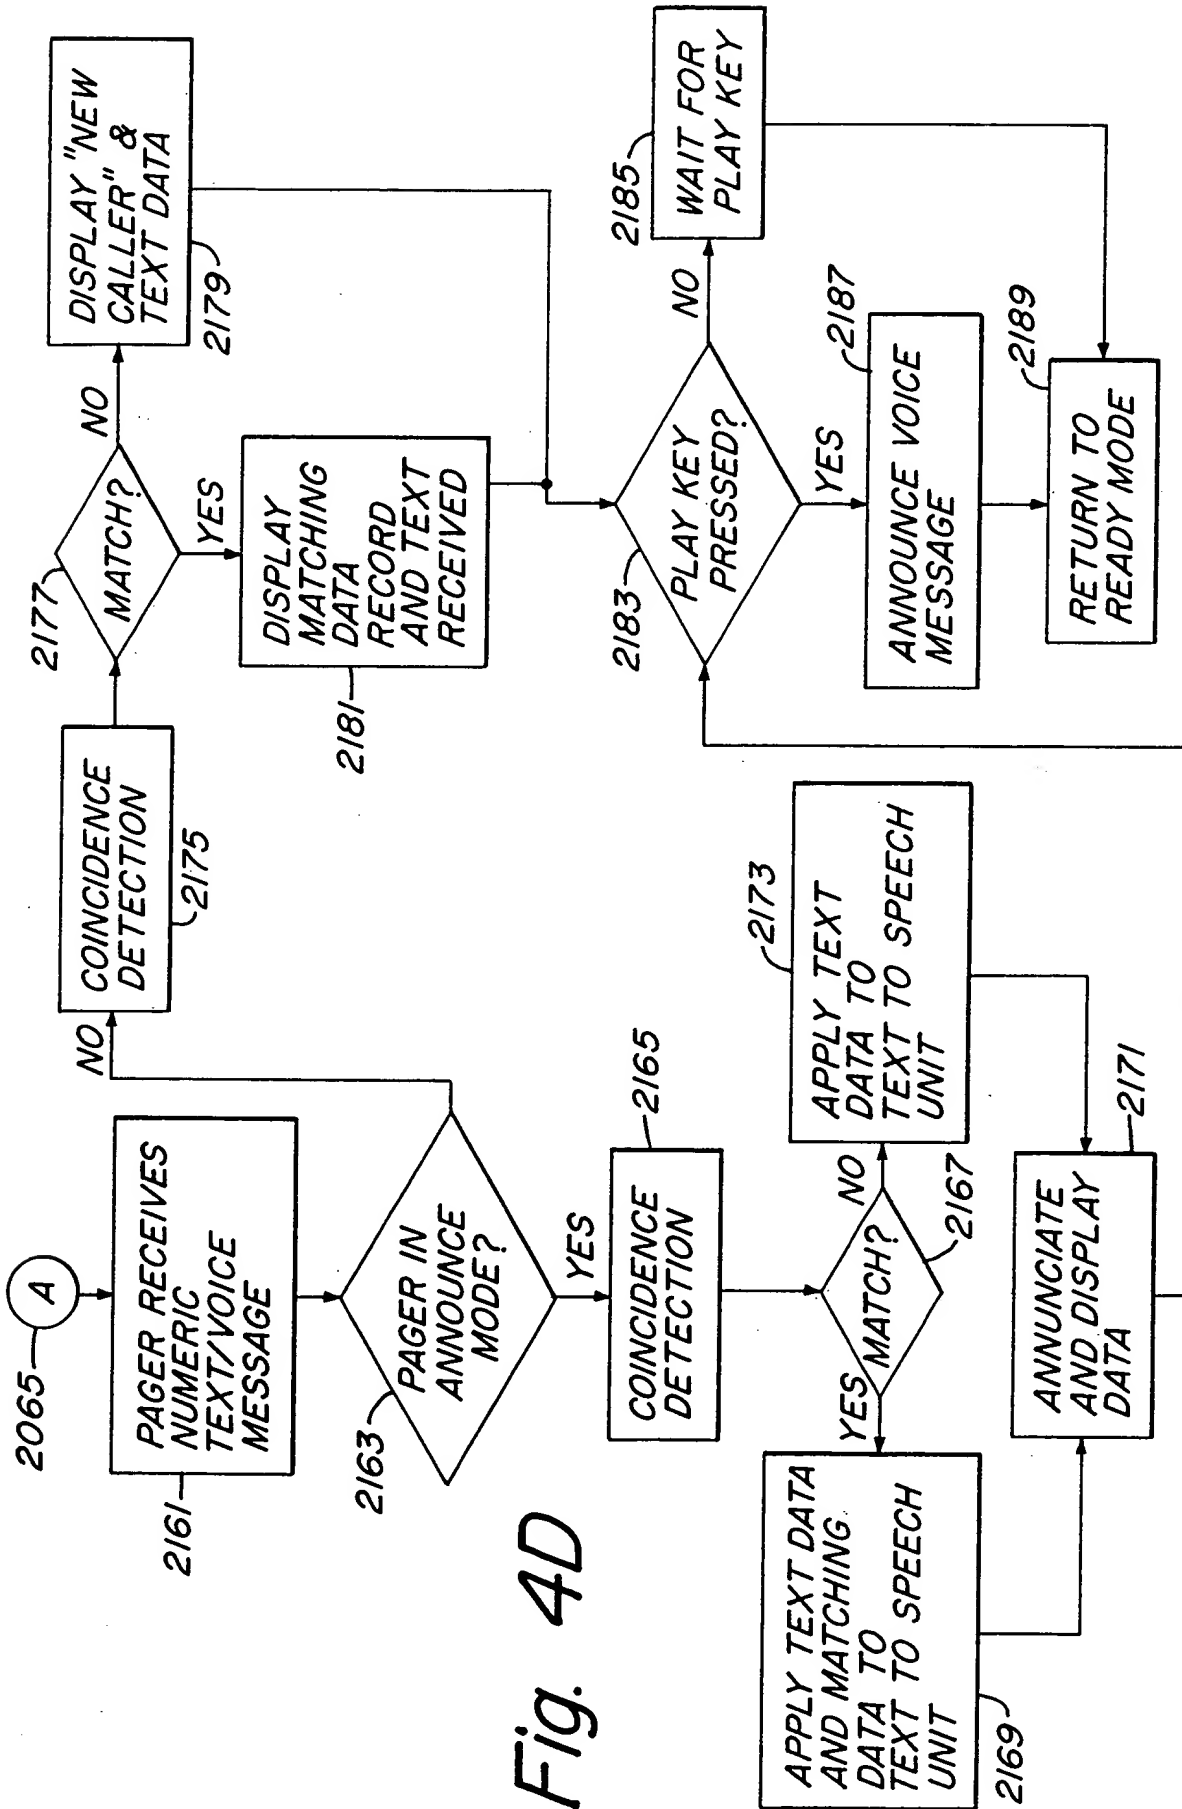 2065
A
2161
PAGER RECEIVES
NUMERIC
TEXT/VOICE
MESSAGE
2163
PAGER IN
ANNOUNCE
MODE?
NO
YES
COINCIDENCE
DETECTION
2165
MATCH?
2167
YES
NO
APPLY TEXT DATA
AND MATCHING
DATA TO
TEXT TO SPEECH
UNIT
2169
APPLY TEXT
DATA TO
TEXT TO SPEECH
UNIT
2173
ANNUNCIATE
AND DISPLAY
DATA
2171
COINCIDENCE
DETECTION
2175
2177
MATCH?
NO
YES
DISPLAY "NEW
CALLER" &
TEXT DATA
2179
DISPLAY
MATCHING
DATA
RECORD
AND TEXT
RECEIVED
2181
2183
PLAY KEY
PRESSED?
NO
YES
2185
WAIT FOR
PLAY KEY
2187
ANNOUNCE VOICE
MESSAGE
2189
RETURN TO
READY MODE
Fig. 4D